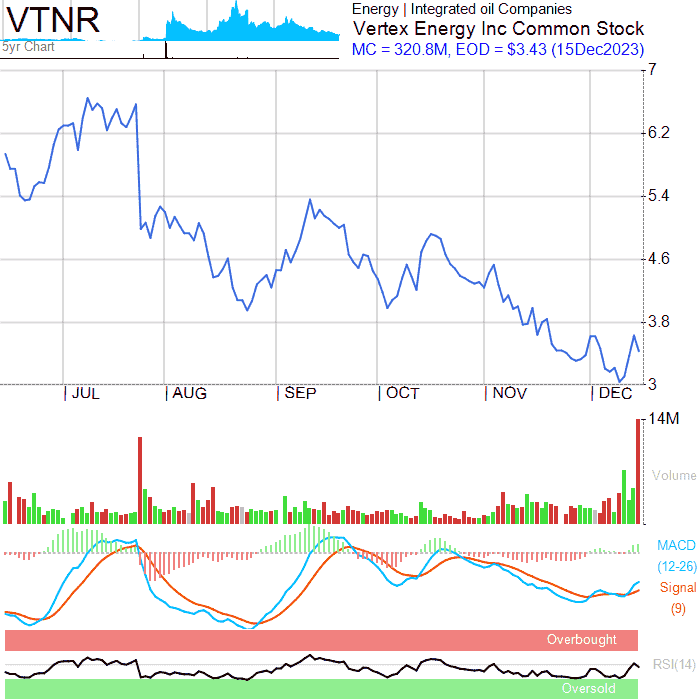 VTNR
5yr Chart
Energy | Integrated oil Companies
Vertex Energy Inc Common Stock
MC = 320.8M, EOD = $3.43 (15Dec2023)
7
6.2
5.4
4.6
3.8
3
JUL AUG SEP OCT NOV DEC
14M
Volume
MACD
(12-26)
Signal
(9)
Overbought
RSI(14)
Oversold